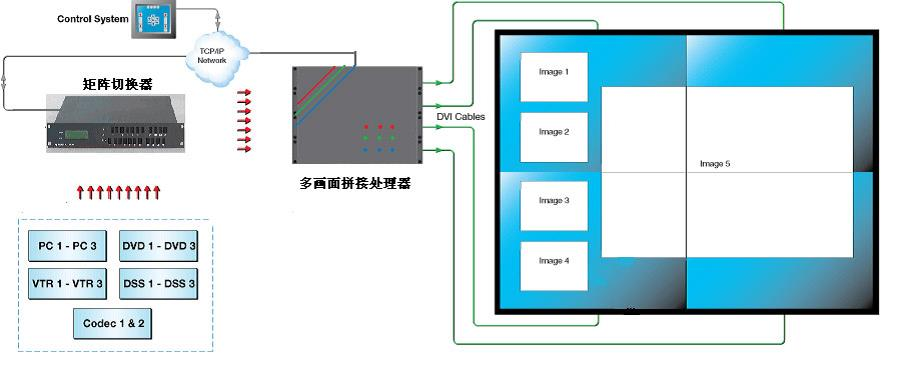 Control System
TCP/IP
Network
矩阵切换器
DVI Cables
多画面拼接处理器
PC 1 - PC 3
DVD 1 - DVD 3
VTR 1 - VTR 3
DSS 1 - DSS 3
Codec 1 & 2
Image 1
Image 2
Image 3
Image 4
Image 5